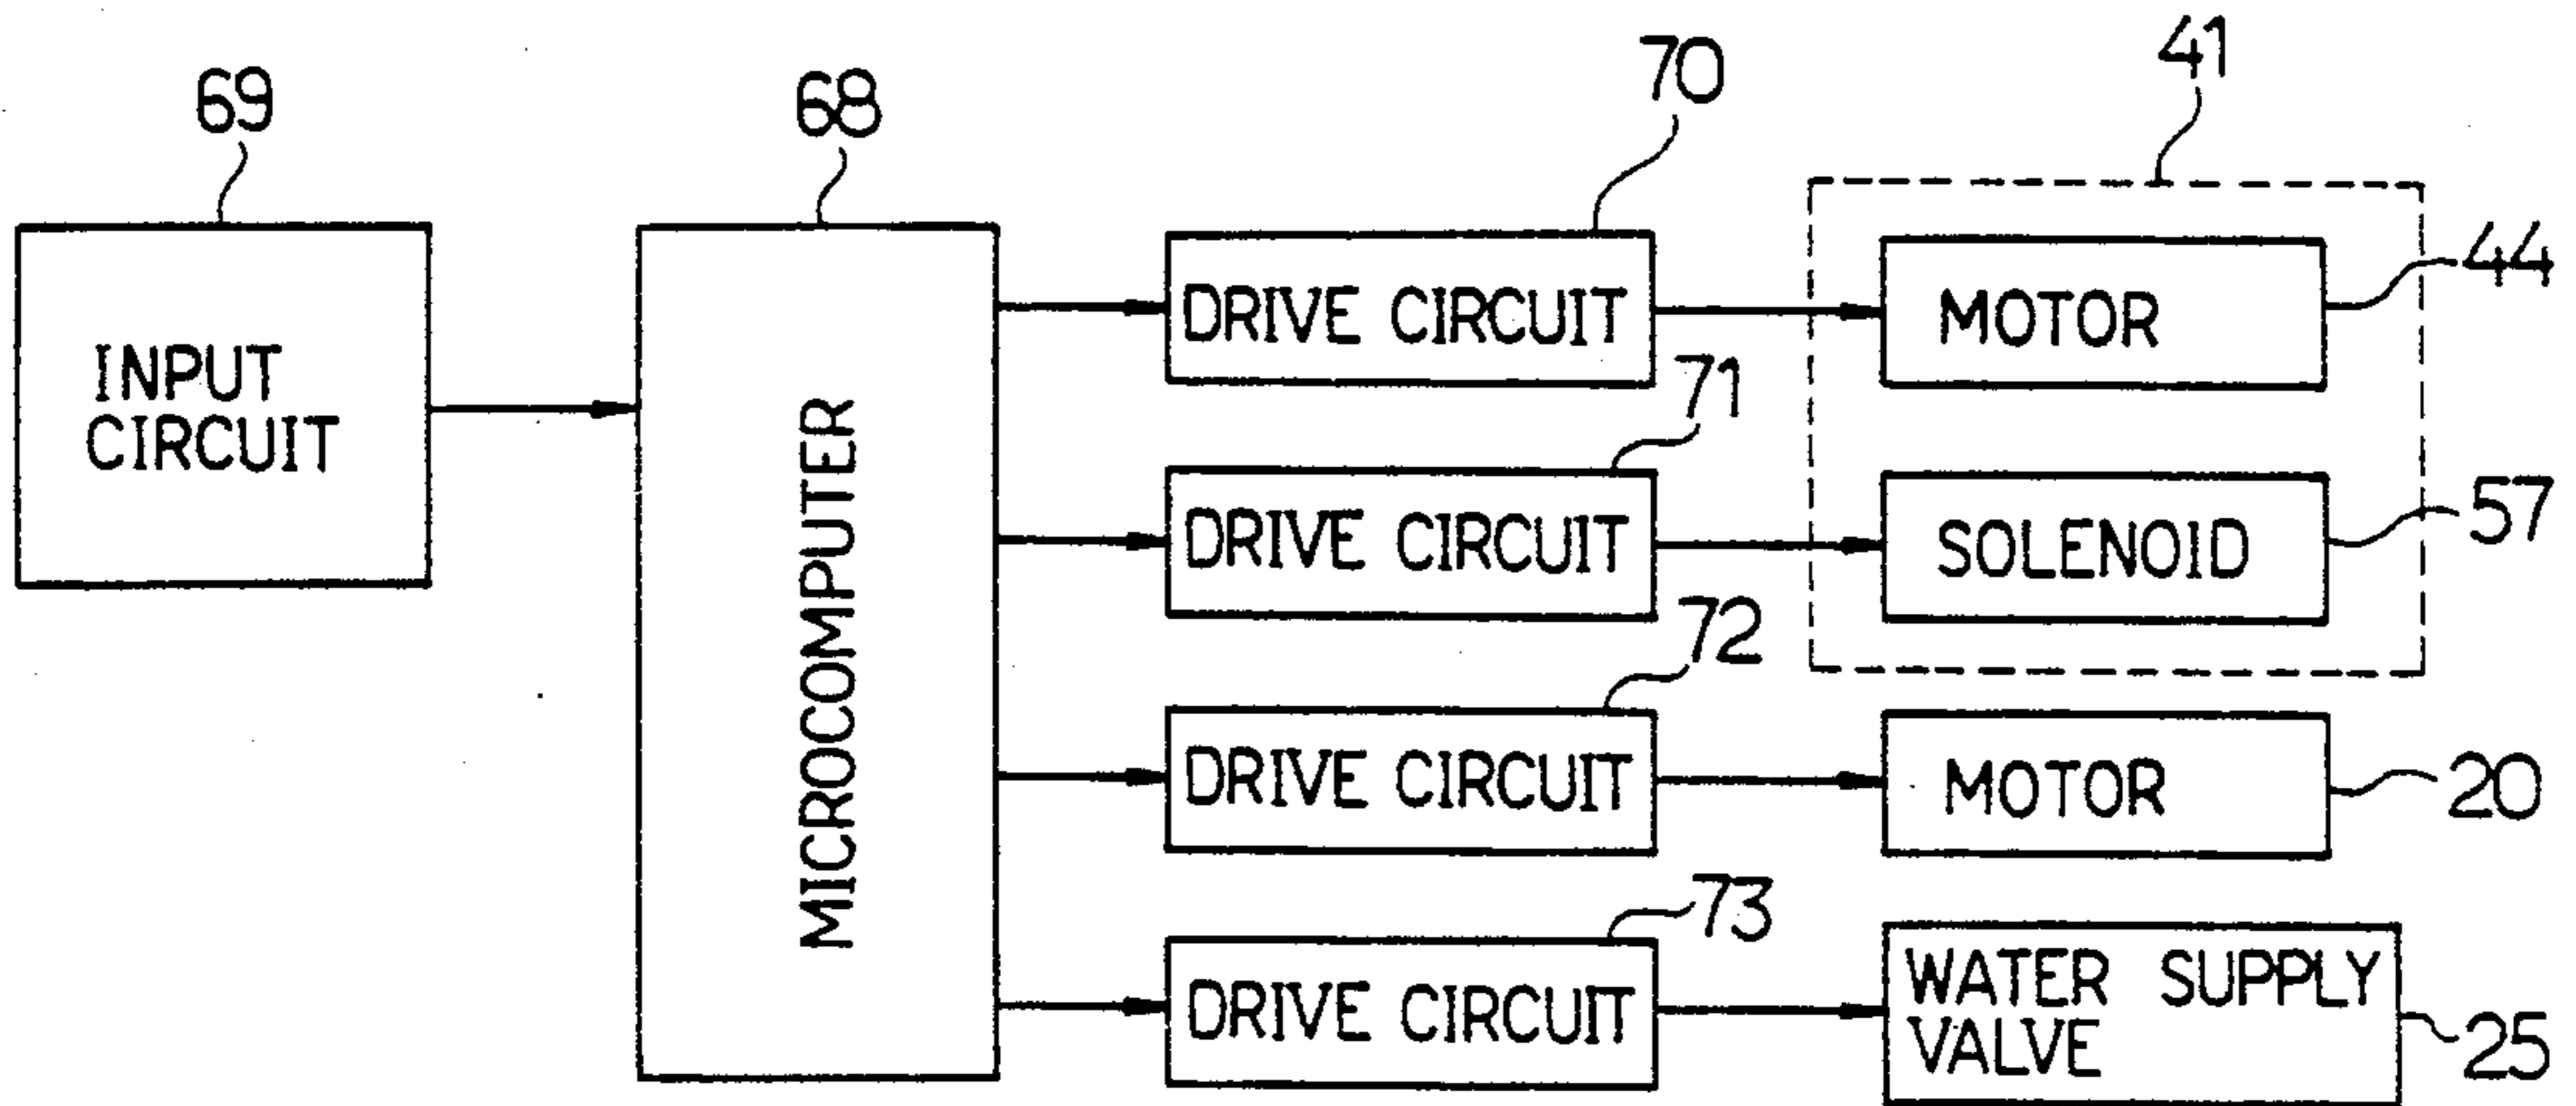 41
70
69
68
44
DRIVE CIRCUIT
MOTOR
INPUT
CIRCUIT
71
57
MICROCOMPUTER
DRIVE CIRCUIT
SOLENOID
72
DRIVE CIRCUIT
MOTOR
20
73
DRIVE CIRCUIT
WATER SUPPLY
VALVE
25